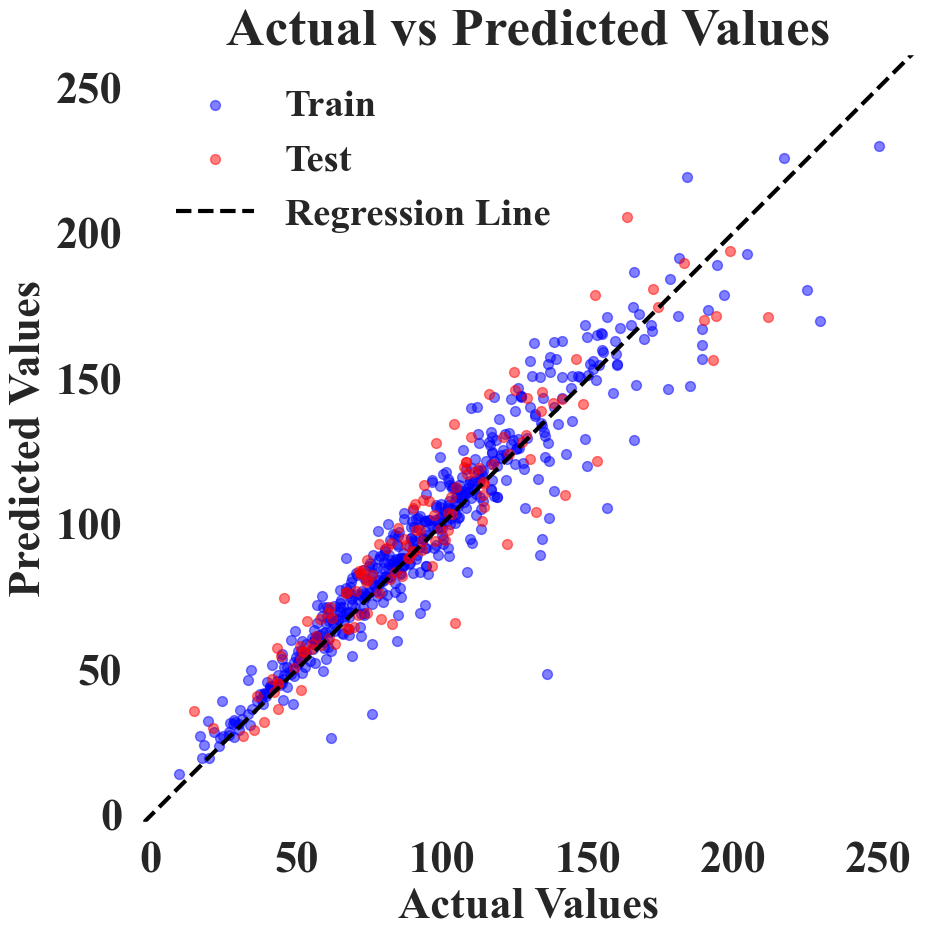 Actual vs Predicted Values
250
Train
Test
Regression Line
200
150
100
50
0
Predicted Values
0 50 100 150 200 250
Actual Values